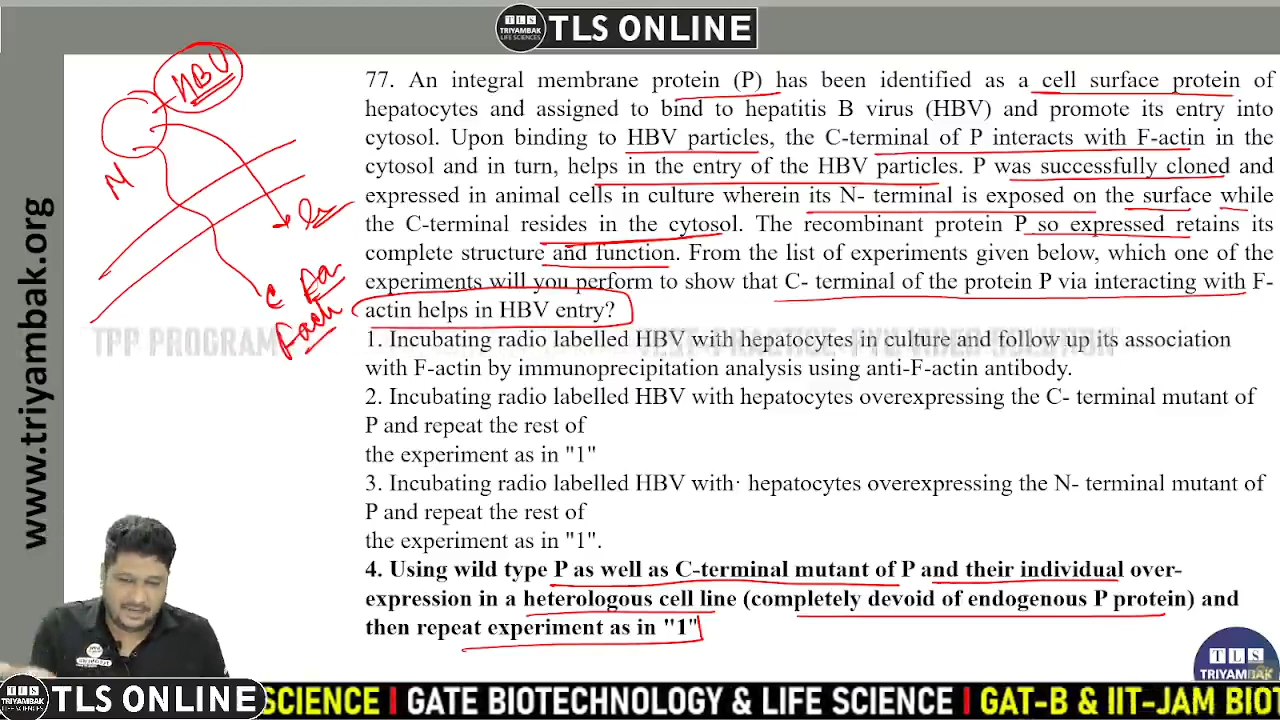 TLS
TRIYAMBAK
LIFE SCIENCES
TLS ONLINE
www.triyambak.org
HBV
N
C
F actin
77. An integral membrane protein (P) has been identified as a cell surface protein of
hepatocytes and assigned to bind to hepatitis B virus (HBV) and promote its entry into
cytosol. Upon binding to HBV particles, the C-terminal of P interacts with F-actin in the
cytosol and in turn, helps in the entry of the HBV particles. P was successfully cloned and
expressed in animal cells in culture wherein its N- terminal is exposed on the surface while
the C-terminal resides in the cytosol. The recombinant protein P so expressed retains its
complete structure and function. From the list of experiments given below, which one of the
experiments will you perform to show that C- terminal of the protein P via interacting with F-
actin helps in HBV entry?
TPP PROGRAM
1. Incubating radio labelled HBV with hepatocytes in culture and follow up its association
with F-actin by immunoprecipitation analysis using anti-F-actin antibody.
2. Incubating radio labelled HBV with hepatocytes overexpressing the C- terminal mutant of
P and repeat the rest of
the experiment as in "1"
3. Incubating radio labelled HBV with· hepatocytes overexpressing the N- terminal mutant of
P and repeat the rest of
the experiment as in "1".
4. Using wild type P as well as C-terminal mutant of P and their individual over-
expression in a heterologous cell line (completely devoid of endogenous P protein) and
then repeat experiment as in "1"
TLS
TRIYAMBAK
TLS
TRIYAMBAK
LIFE SCIENCES
TLS ONLINE
SCIENCE I GATE BIOTECHNOLOGY & LIFE SCIENCE I GAT-B & IIT-JAM BIOT